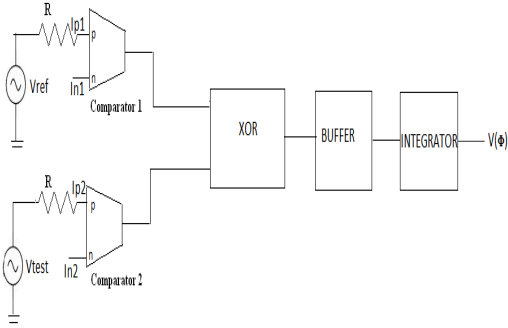 R
Ip1
p
Vref
n
In1
Comparator 1
XOR
BUFFER
INTEGRATOR
V(Φ)
R
Ip2
p
Vtest
n
In2
Comparator 2